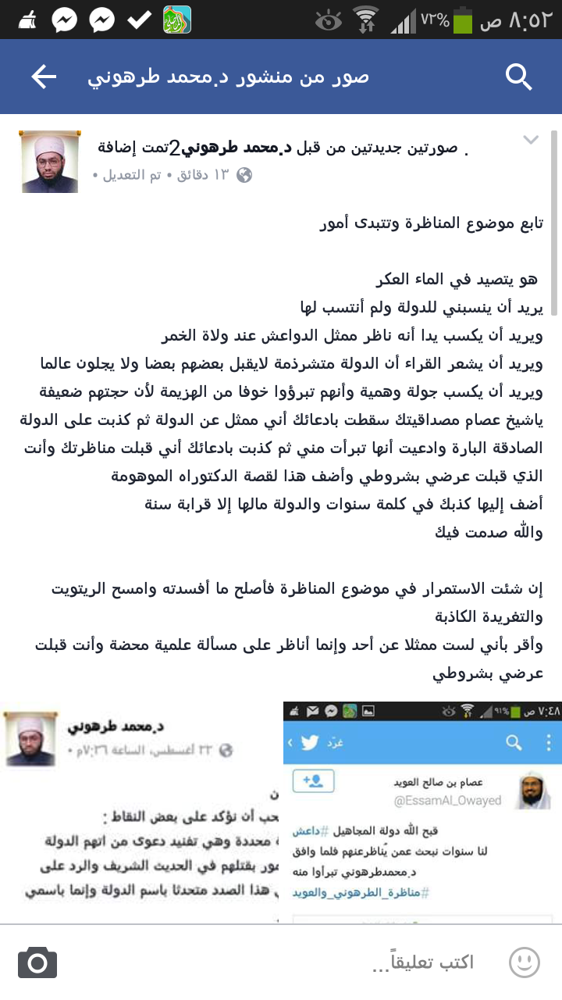 ٨:٥٢ ص ٧٢%
صور من منشور د.محمد طرهوني
تمت إضافة 2 صورتين جديدتين من قبل د.محمد طرهوني.
١٣ دقائق • تم التعديل •
تابع موضوع المناظرة وتتبدى أمور
هو يتصيد في الماء العكر
يريد أن ينسبني للدولة ولم أنتسب لها
ويريد أن يكسب يدا أنه ناظر ممثل الدواعش عند ولاة الخمر
ويريد أن يشعر القراء أن الدولة متشرذمة لايقبل بعضهم بعضا ولا يجلون عالما
ويريد أن يكسب جولة وهمية وأنهم تبرؤوا خوفا من الهزيمة لأن حجتهم ضعيفة
ياشيخ عصام مصداقيتك سقطت بادعائك أني ممثل عن الدولة ثم كذبت على الدولة
الصادقة البارة وادعيت أنها تبرأت مني ثم كذبت بادعائك أني قبلت مناظرتك وأنت
الذي قبلت عرضي بشروطي وأضف هذا لقصة الدكتوراه الموهومة
أضف إليها كذبك في كلمة سنوات والدولة مالها إلا قرابة سنة
والله صدمت فيك
إن شئت الاستمرار في موضوع المناظرة فأصلح ما أفسدته وامسح الريتويت
والتغريدة الكاذبة
وأقر بأني لست ممثلا عن أحد وإنما أناظر على مسألة علمية محضة وأنت قبلت
عرضي بشروطي
د.محمد طرهوني
٢٣ أغسطس، الساعة ٧:٢٦م •
ن
حب أن نؤكد على بعض النقاط :
محددة وهي تفنيد دعوى من اتهم الدولة
مور بقتلهم في الحديث الشريف والرد على
هذا الصدد متحدثا باسم الدولة وإنما باسمي
٧:٤٨ ص ٩١%
غرّد
عصام بن صالح العويد
@EssamAl_Owayed
قبح الله دولة المجاهيل #داعش
لنا سنوات نبحث عمن يُناظرعنهم فلما وافق
د.محمدطرهوني تبرأوا منه
#مناظرة_الطرهوني_والعويد
اكتب تعليقاً...